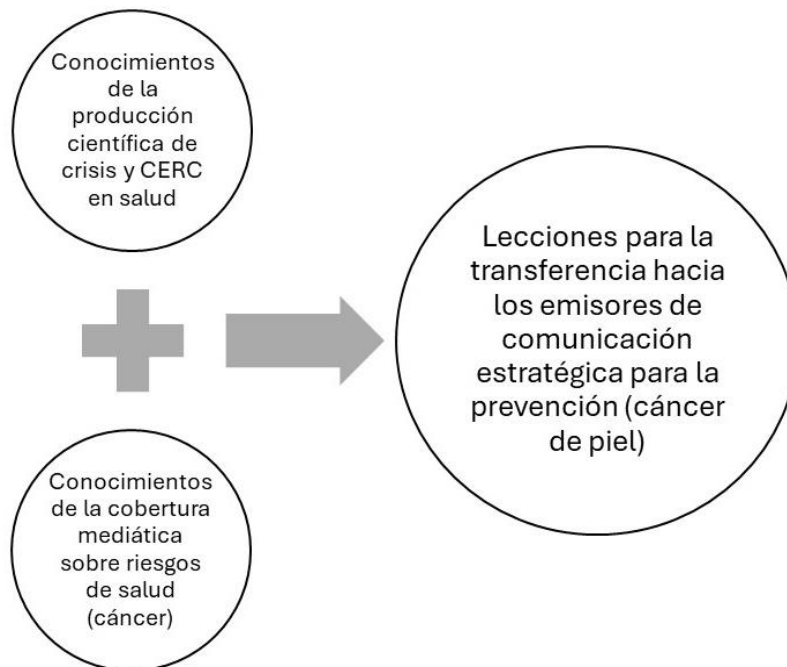 Conocimientos
de la
producción
científica de
crisis y CERC
en salud
Lecciones para la
transferencia hacia
los emisores de
comunicación
estratégica para la
prevención (cáncer
de piel)
Conocimientos
de la cobertura
mediática
sobre riesgos
de salud
(cáncer)